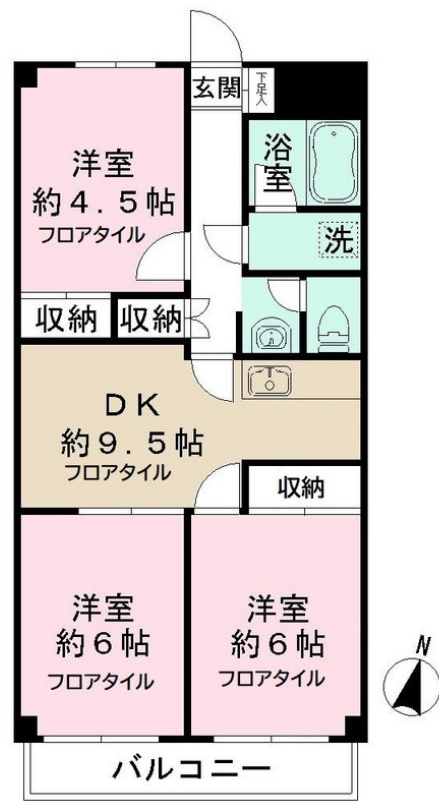 玄関
下足入
洋室
約4.5帖
フロアタイル
浴室
洗
収納
収納
DK
約9.5帖
フロアタイル
収納
洋室
約6帖
フロアタイル
洋室
約6帖
フロアタイル
N
バルコニー